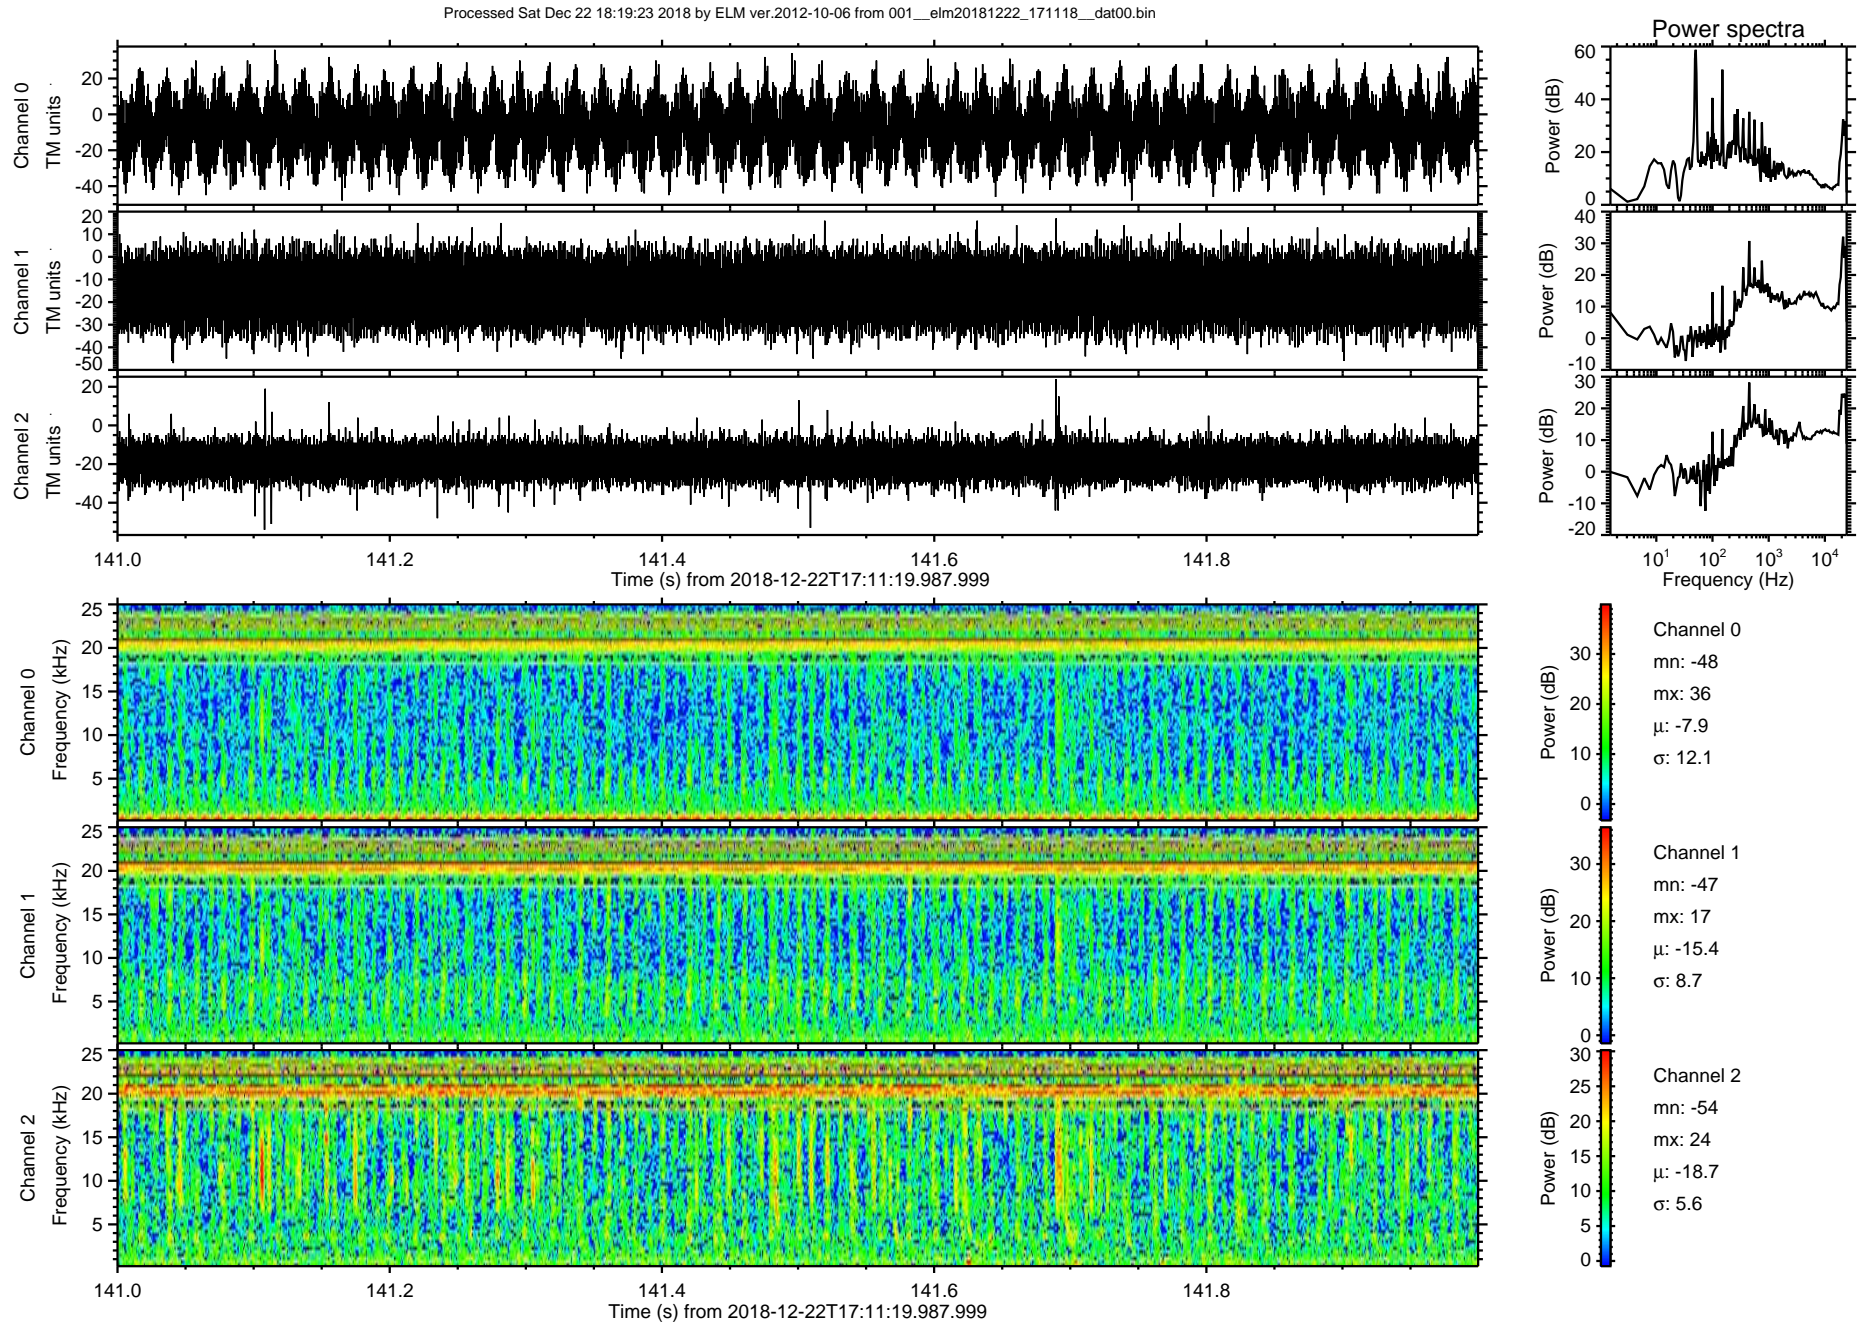 Processed Sat Dec 22 18:19:23 2018 by ELM ver.2012-10-06 from 001__elm20181222_171118__dat00.bin
Power spectra
Channel 0
TM units
20
0
-20
-40
Power (dB)
60
40
20
0
Channel 1
TM units
20
10
0
-10
-20
-30
-40
-50
Power (dB)
40
30
20
10
0
-10
Channel 2
TM units
20
0
-20
-40
Power (dB)
30
20
10
0
-10
-20
141.0 141.2 141.4 141.6 141.8
Time (s) from 2018-12-22T17:11:19.987.999
10¹ 10² 10³ 10⁴
Frequency (Hz)
Channel 0
Frequency (kHz)
25
20
15
10
5
Power (dB)
30
20
10
0
Channel 0
mn: -48
mx: 36
μ: -7.9
σ: 12.1
Channel 1
Frequency (kHz)
25
20
15
10
5
Power (dB)
30
20
10
0
Channel 1
mn: -47
mx: 17
μ: -15.4
σ: 8.7
Channel 2
Frequency (kHz)
25
20
15
10
5
Power (dB)
30
25
20
15
10
5
0
Channel 2
mn: -54
mx: 24
μ: -18.7
σ: 5.6
141.0 141.2 141.4 141.6 141.8
Time (s) from 2018-12-22T17:11:19.987.999